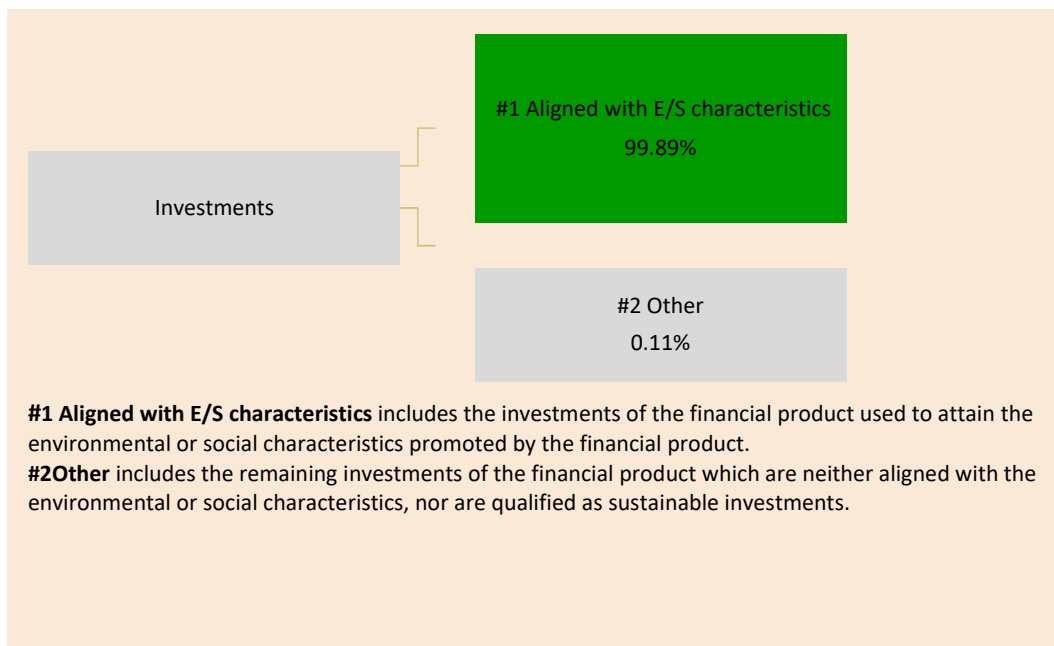 #1 Aligned with E/S characteristics
99.89%
Investments
#2 Other
0.11%
#1 Aligned with E/S characteristics includes the investments of the financial product used to attain the
environmental or social characteristics promoted by the financial product.
#2Other includes the remaining investments of the financial product which are neither aligned with the
environmental or social characteristics, nor are qualified as sustainable investments.